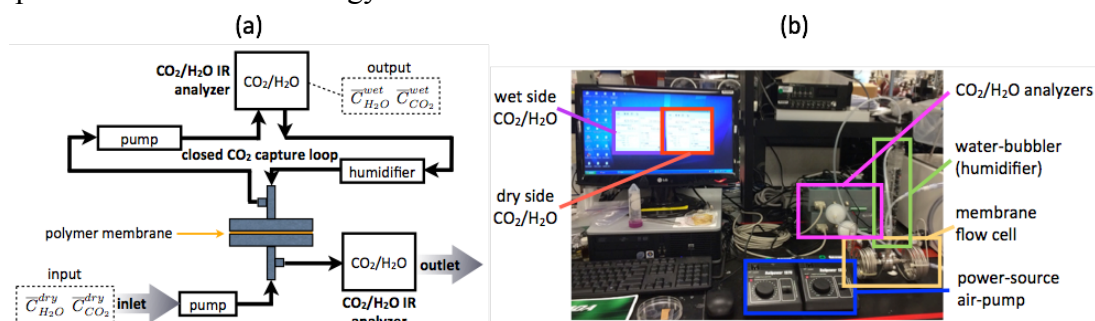 (a)
(b)
CO₂/H₂O IR
analyzer
CO₂/H₂O
output
C̅ʷᵉᵗ_H₂O C̅ʷᵉᵗ_CO₂
pump
closed CO₂ capture loop
humidifier
polymer membrane
input
C̅ᵈʳʸ_H₂O C̅ᵈʳʸ_CO₂
inlet
pump
CO₂/H₂O
outlet
CO₂/H₂O IR
analyzer
wet side
CO₂/H₂O
dry side
CO₂/H₂O
CO₂/H₂O analyzers
water-bubbler
(humidifier)
membrane
flow cell
power-source
air-pump